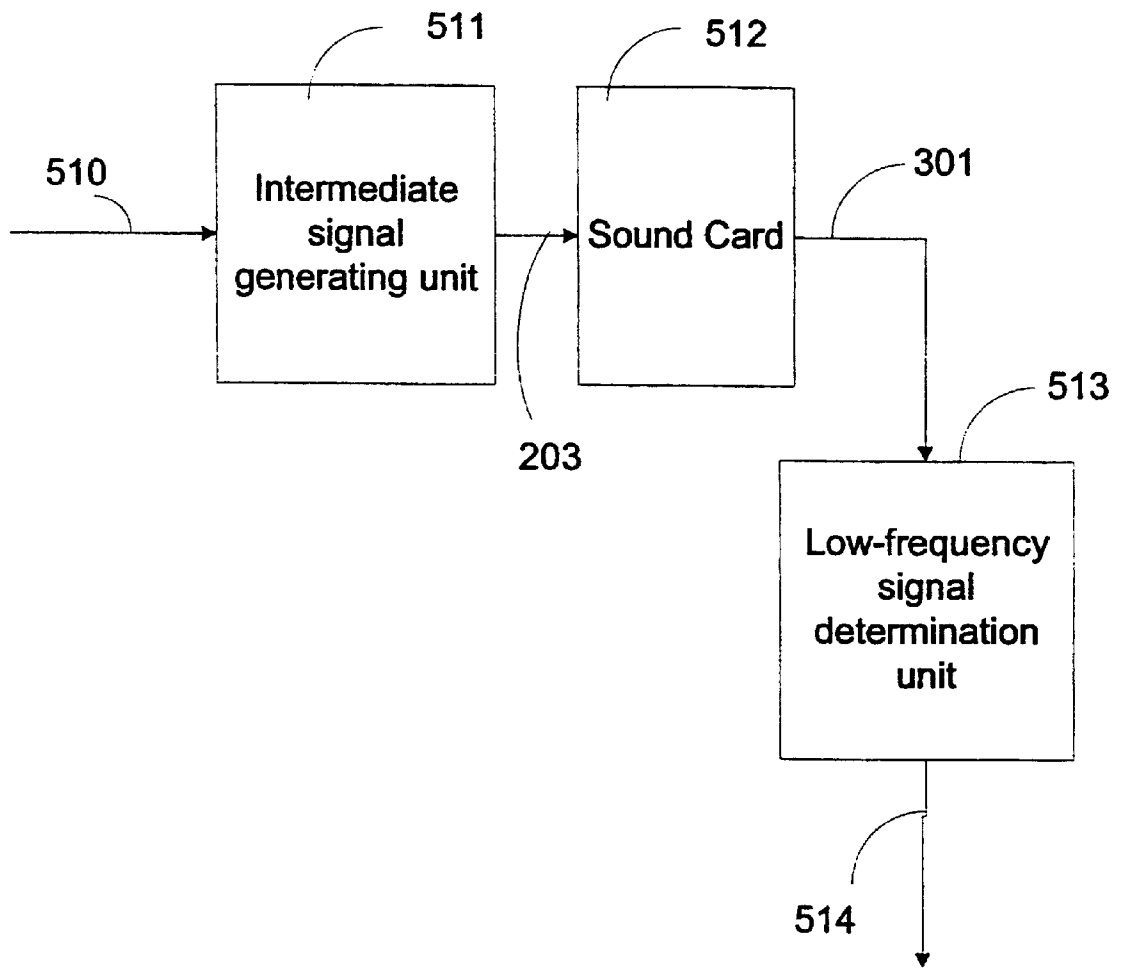 511
512
510
301
Intermediate
signal
generating unit
Sound Card
203
513
Low-frequency
signal
determination
unit
514